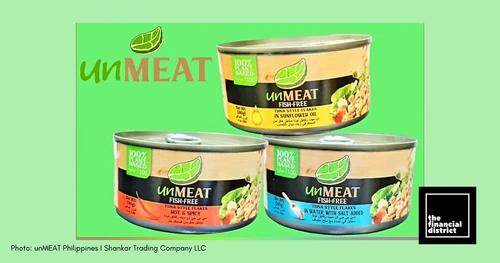 unMEAT
100%
PLANT
BASED
unMEAT
FISH-FREE
TUNA STYLE FLAKES
IN SUNFLOWER OIL
100%
PLANT
BASED
unMEAT
FISH-FREE
TUNA STYLE FLAKES
HOT & SPICY
100%
PLANT
BASED
unMEAT
FISH-FREE
TUNA STYLE FLAKES
IN WATER WITH SALT ADDED
the
financial
district
Photo: unMEAT Philippines I Shankar Trading Company LLC